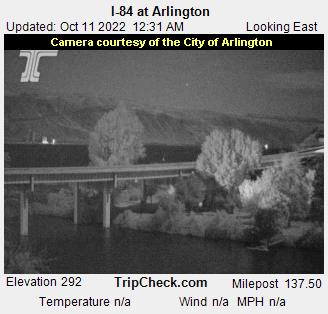 I-84 at Arlington
Updated: Oct 11 2022 12:31 AM Looking East
Camera courtesy of the City of Arlington
Elevation 292 TripCheck.com Milepost 137.50
Temperature n/a Wind n/a MPH n/a